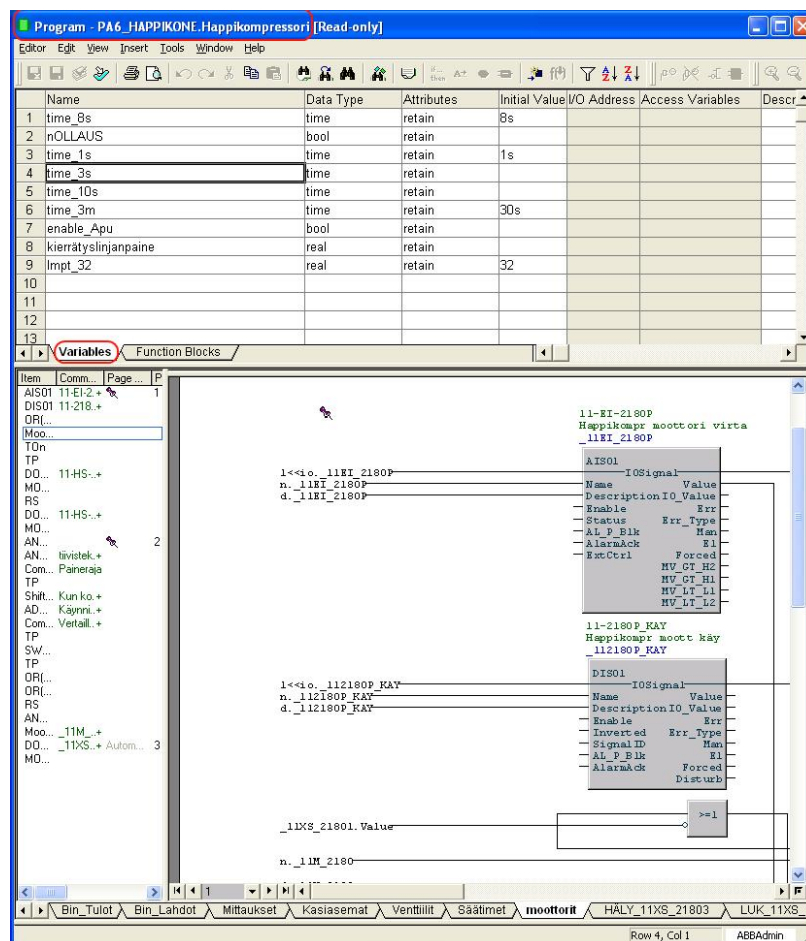 Program - PA6_HAPPIKONE.Happikompressori [Read-only]
Editor Edit View Insert Tools Window Help
Name Data Type Attributes Initial Value I/O Address Access Variables Descr
1 time_8s time retain 8s
2 nOLLAUS bool retain
3 time_1s time retain 1s
4 time_3s time retain
5 time_10s time retain
6 time_3m time retain 30s
7 enable_Apu bool retain
8 kierrätyslinjanpaine real retain
9 lmpt_32 real retain 32
10
11
12
13
Variables Function Blocks
Item Comm... Page ... P
AIS01 11-EI-2.+ 1
DIS01 11-218..+
OR(...
Moo...
TOn
TP
DO... 11-HS-..+
MO...
RS
DO... 11-HS-..+
MO...
AN... 2
AN... tiivistek.+
Com... Paineraja
TP
Shift... Kun ko.+
AD... Käynni..+
Com... Vertaill..+
TP
SW...
TP
OR(...
OR(...
RS
AN...
Moo... _11M_..+
DO... _11XS..+ Autom... 3
MO...
11-EI-2180P
Happikompr moottori virta
_11EI_2180P
AIS01
IOSignal
1<<io._11EI_2180P
n._11EI_2180P
d._11EI_2180P
Name Value
Description IO_Value
Enable Err
Status Err_Type
AL_P_Blk Man
AlarmAck El
ExtCtrl Forced
MV_GT_H2
MV_GT_H1
MV_LT_L1
MV_LT_L2
11-2180P_KAY
Happikompr moott käy
_112180P_KAY
DIS01
IOSignal
1<<io._112180P_KAY
n._112180P_KAY
d._112180P_KAY
Name Value
Description IO_Value
Enable Err
Inverted Err_Type
SignalID Man
AL_P_Blk El
AlarmAck Forced
Disturb
>=1
_11XS_21801.Value
n._11M_2180
1
Bin_Tulot Bin_Lahdot Mittaukset Kasiasemat Venttiilit Säätimet moottorit HÄLY_11XS_21803 LUK_11XS_
Row 4, Col 1 ABBAdmin